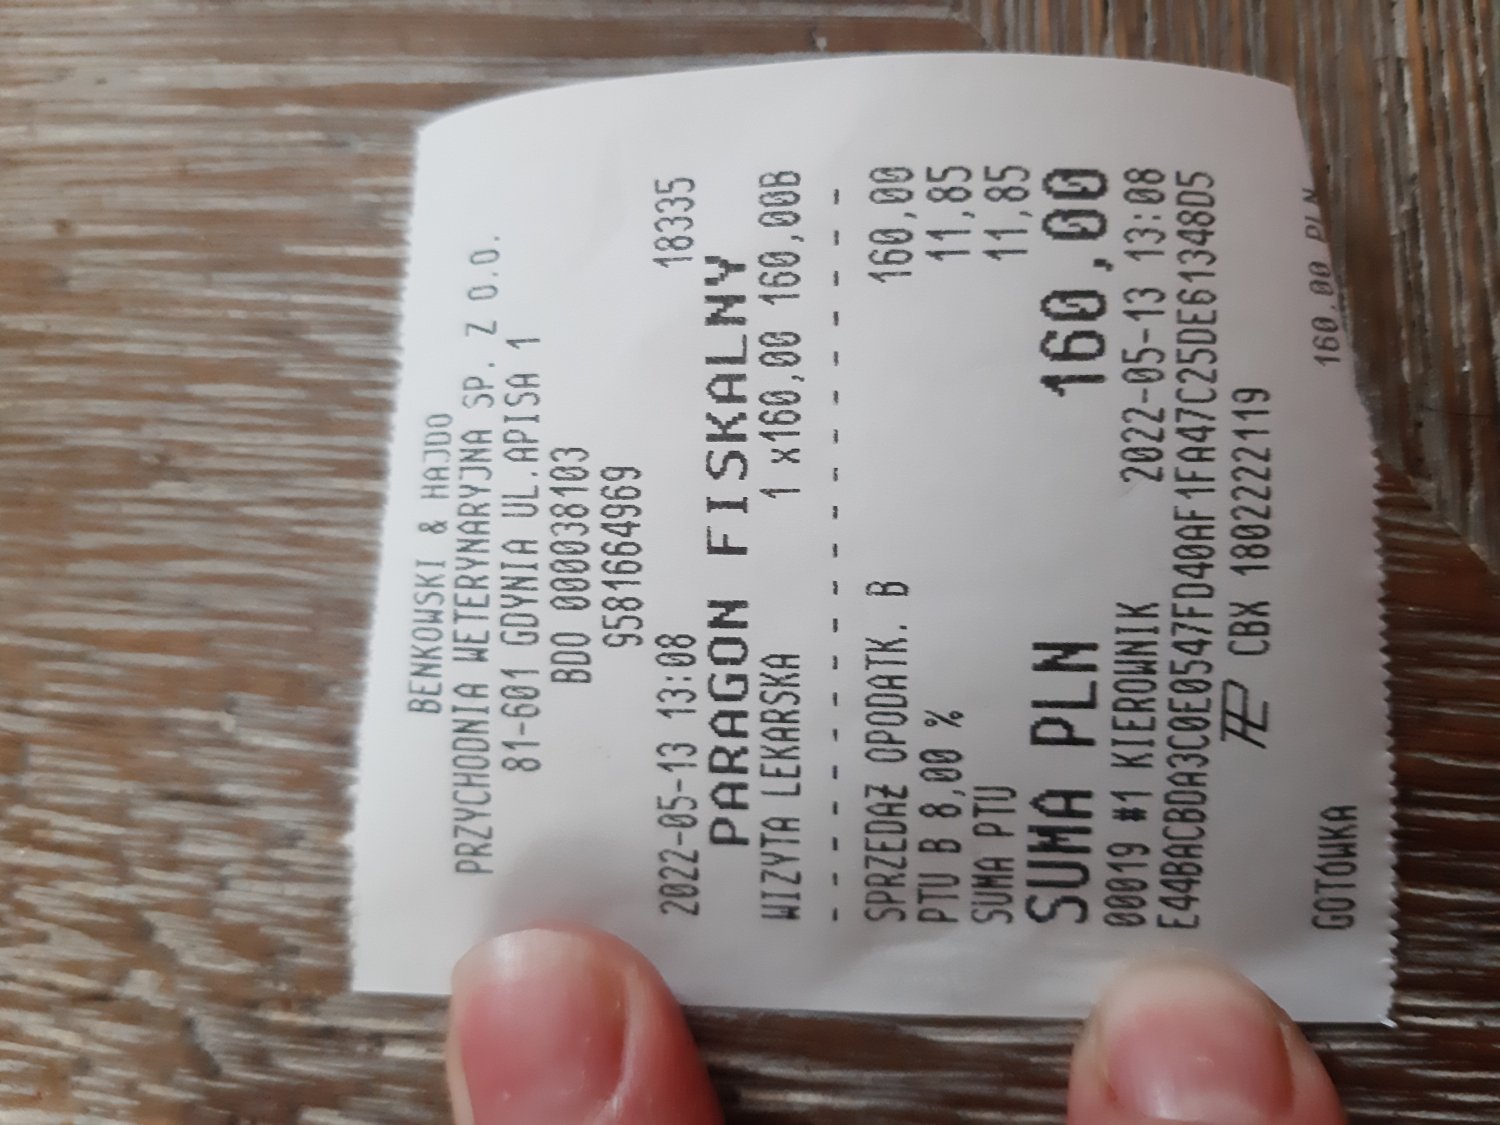 BENKOWSKI & HAJDO
PRZYCHODNIA WETERYNARYJNA SP. Z O.O.
81-601 GDYNIA UL.APISA 1
BDO 000038103
9581664969
2022-05-13 13:08 18335
PARAGON FISKALNY
WIZYTA LEKARSKA 1 x160,00 160,00B
- - - - - - - - - - - - - - - - - - - -
SPRZEDAŻ OPODATK. B 160,00
PTU B 8,00 % 11,85
SUMA PTU 11,85
SUMA PLN 160,00
00019 #1 KIEROWNIK 2022-05-13 13:08
E44BACBDA3C0E0547FD40AF1FA47C25DE61348D5
CBX 1802222119
GOTÓWKA 160,00 PLN